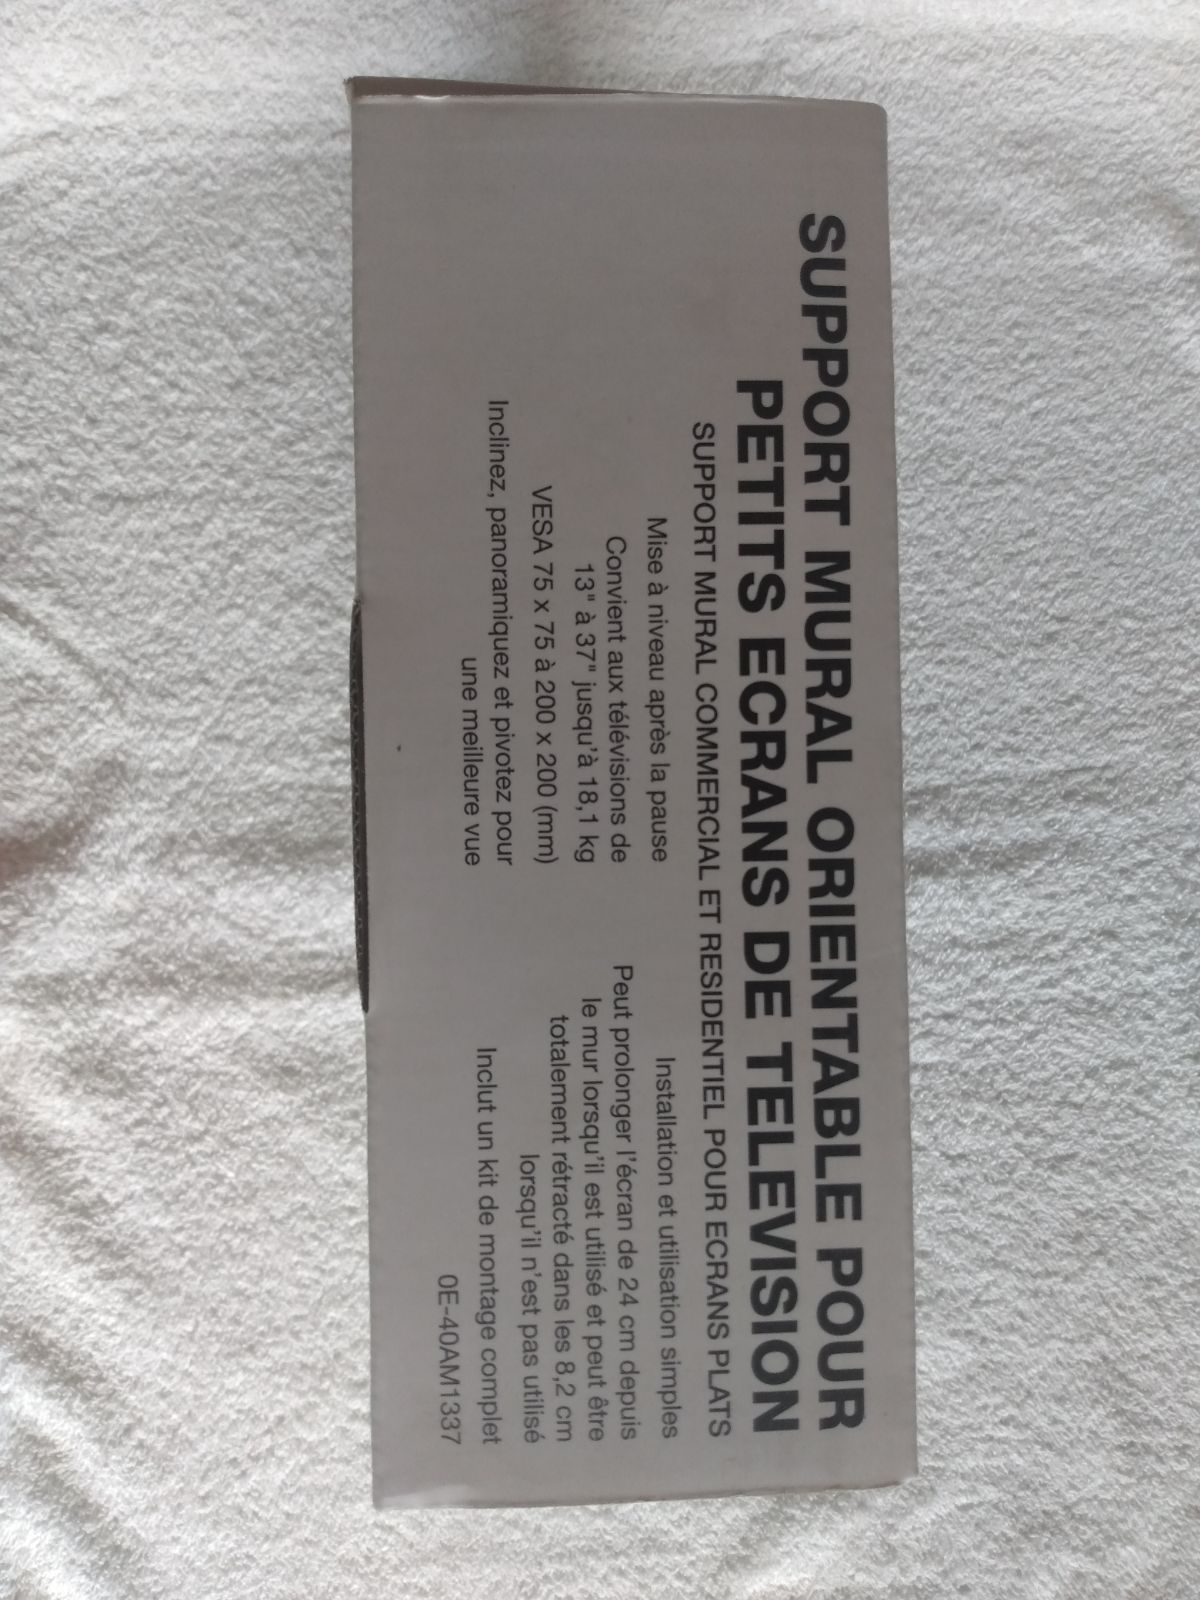 SUPPORT MURAL ORIENTABLE POUR
PETITS ECRANS DE TELEVISION
SUPPORT MURAL COMMERCIAL ET RESIDENTIEL POUR ECRANS PLATS
Mise à niveau après la pause
Convient aux télévisions de
13" à 37" jusqu'à 18,1 kg
VESA 75 x 75 à 200 x 200 (mm)
Inclinez, panoramiquez et pivotez pour
une meilleure vue
Installation et utilisation simples
Peut prolonger l'écran de 24 cm depuis
le mur lorsqu'il est utilisé et peut être
totalement rétracté dans les 8,2 cm
lorsqu'il n'est pas utilisé
Inclut un kit de montage complet
0E-40AM1337